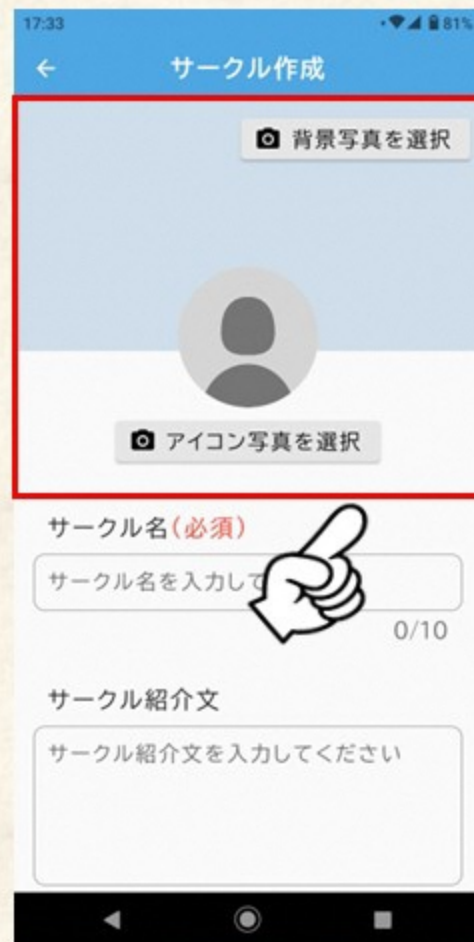 17:33
81%
サークル作成
背景写真を選択
アイコン写真を選択
サークル名(必須)
サークル名を入力して
0/10
サークル紹介文
サークル紹介文を入力してください